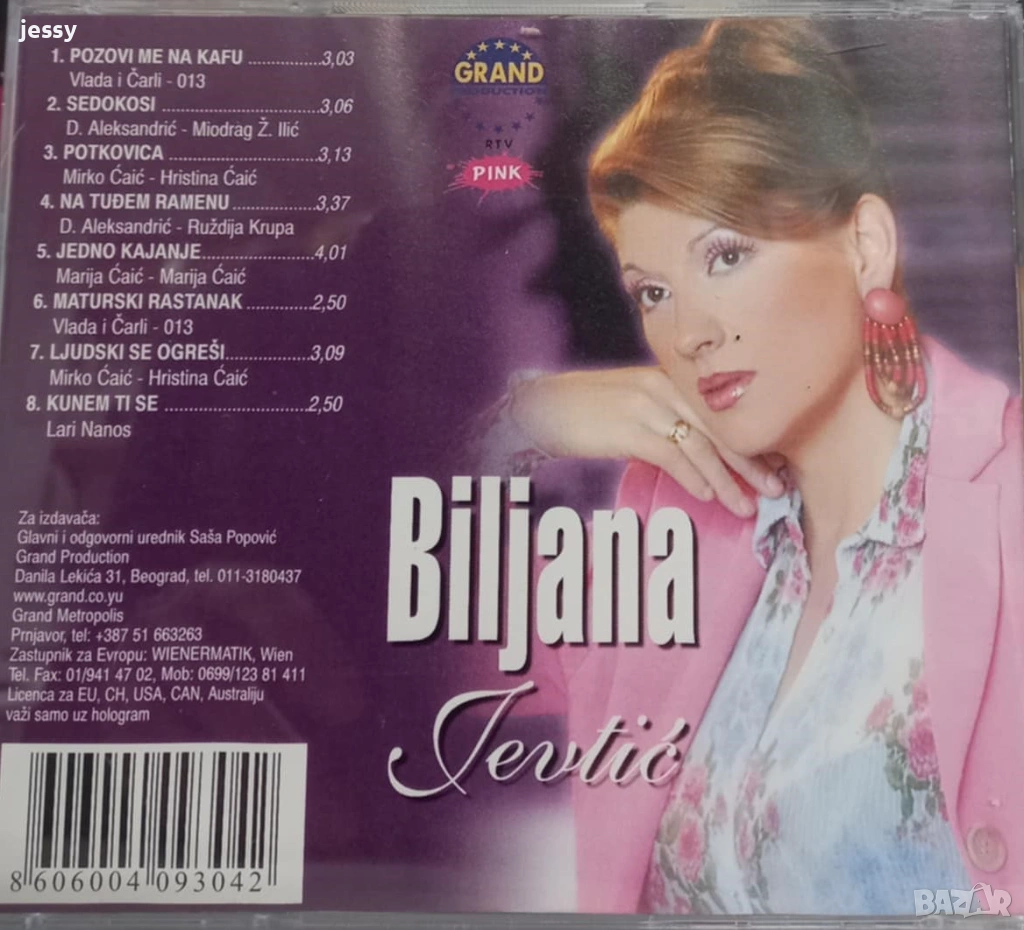 jessy
1. POZOVI ME NA KAFU ..............3,03
Vlada i Čarli - 013
2. SEDOKOSI ..........................3,06
D. Aleksandrić - Miodrag Ž. Ilić
3. POTKOVICA ........................3,13
Mirko Ćaić - Hristina Ćaić
4. NA TUĐEM RAMENU ..............3,37
D. Aleksandrić - Ruždija Krupa
5. JEDNO KAJANJE..................4,01
Marija Ćaić - Marija Ćaić
6. MATURSKI RASTANAK ...........2,50
Vlada i Čarli - 013
7. LJUDSKI SE OGREŠI..............3,09
Mirko Ćaić - Hristina Ćaić
8. KUNEM TI SE .......................2,50
Lari Nanos
GRAND
PRODUCTION
RTV
PINK
Biljana
Jevtić
Za izdavača:
Glavni i odgovorni urednik Saša Popović
Grand Production
Danila Lekića 31, Beograd, tel. 011-3180437
www.grand.co.yu
Grand Metropolis
Prnjavor, tel: +387 51 663263
Zastupnik za Evropu: WIENERMATIK, Wien
Tel. Fax: 01/941 47 02, Mob: 0699/123 81 411
Licenca za EU, CH, USA, CAN, Australiju
važi samo uz hologram
8 606004 093042
BAZAR